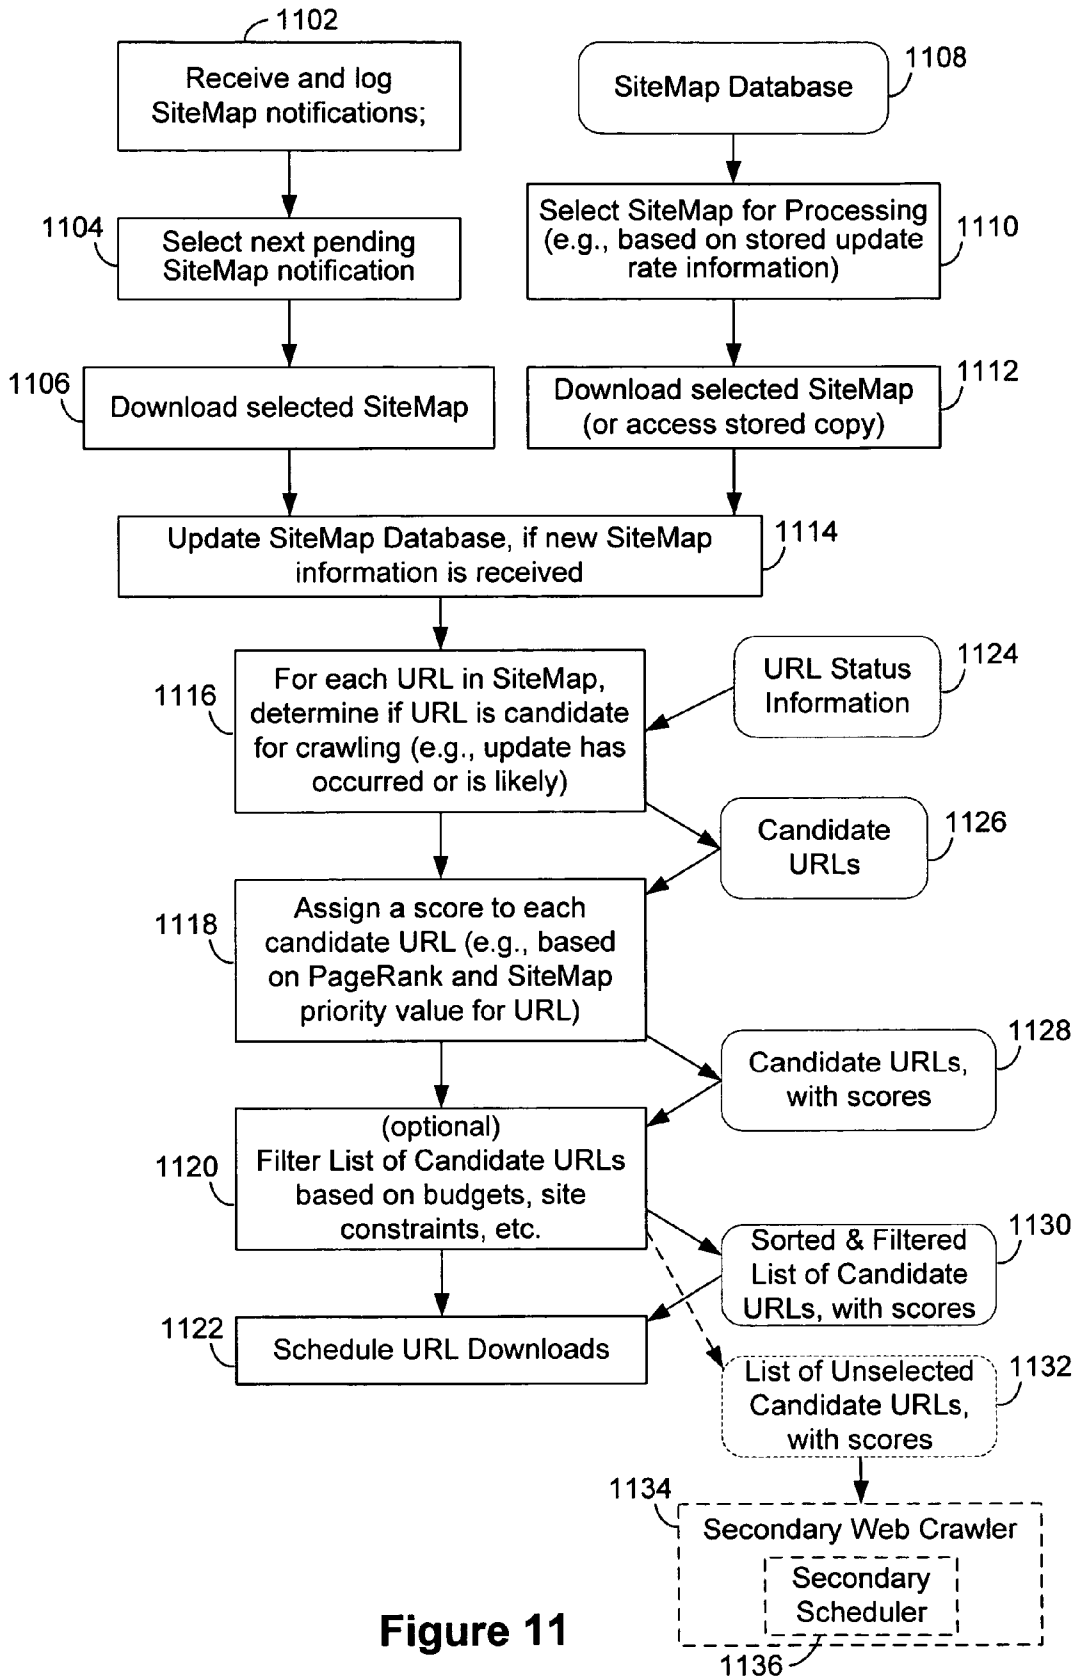 1102
Receive and log
SiteMap notifications;
1108
SiteMap Database
1104
Select next pending
SiteMap notification
1110
Select SiteMap for Processing
(e.g., based on stored update
rate information)
1106
Download selected SiteMap
1112
Download selected SiteMap
(or access stored copy)
1114
Update SiteMap Database, if new SiteMap
information is received
1116
For each URL in SiteMap,
determine if URL is candidate
for crawling (e.g., update has
occurred or is likely)
1124
URL Status
Information
1126
Candidate
URLs
1118
Assign a score to each
candidate URL (e.g., based
on PageRank and SiteMap
priority value for URL)
1128
Candidate URLs,
with scores
1120
(optional)
Filter List of Candidate URLs
based on budgets, site
constraints, etc.
1130
Sorted & Filtered
List of Candidate
URLs, with scores
1122
Schedule URL Downloads
1132
List of Unselected
Candidate URLs,
with scores
1134
Secondary Web Crawler
Secondary
Scheduler
1136
Figure 11